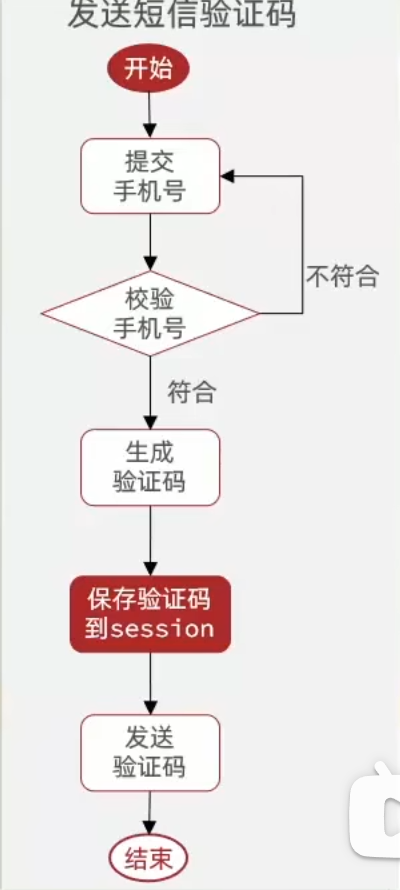 发送短信验证码
开始
提交
手机号
校验
手机号
不符合
符合
生成
验证码
保存验证码
到session
发送
验证码
结束